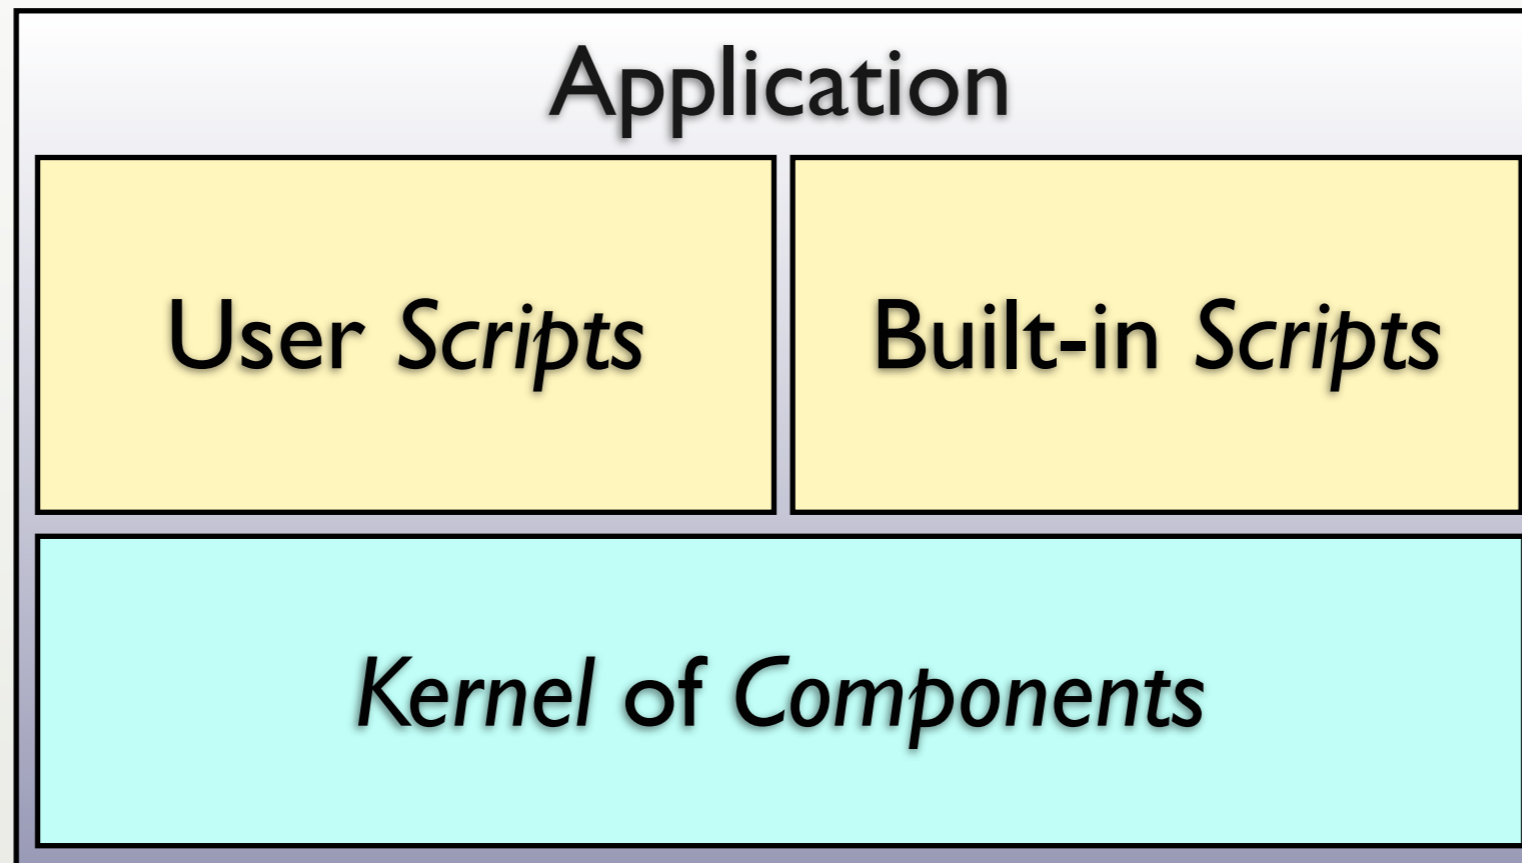 Application
User Scripts
Built-in Scripts
Kernel of Components